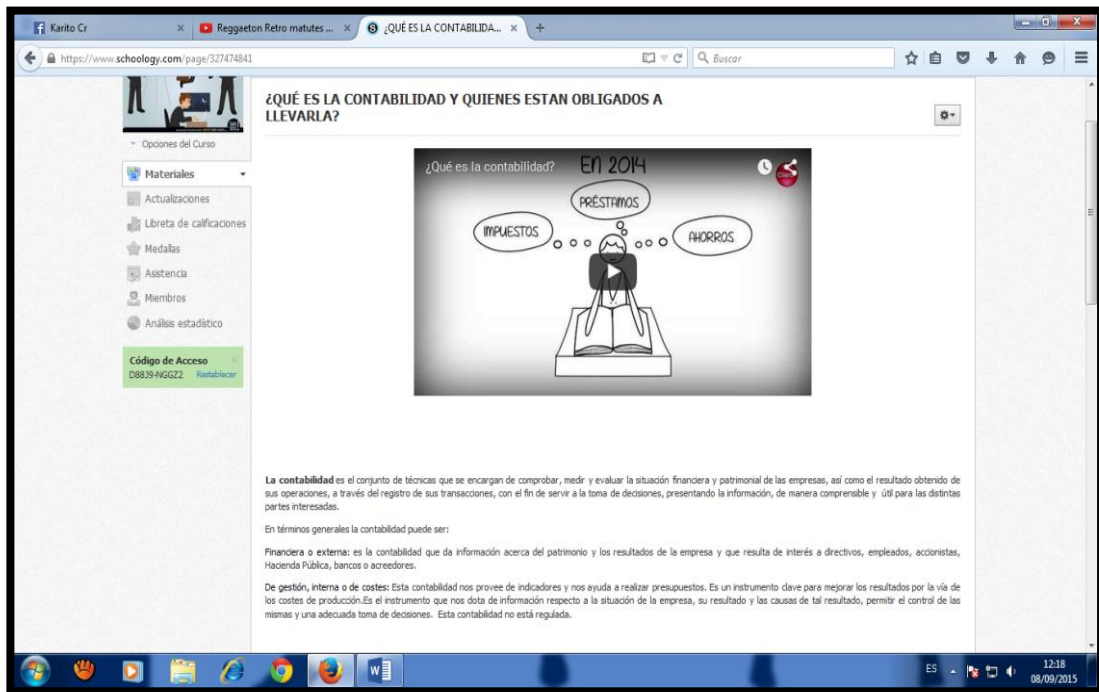 Karito Cr
Reggaeton Retro matutes ...
¿QUÉ ES LA CONTABILIDA...
https://www.schoology.com/page/327474841
Buscar
Opciones del Curso
Materiales
Actualizaciones
Libreta de calificaciones
Medallas
Asistencia
Miembros
Análisis estadístico
Código de Acceso
D88J9-NGGZ2 Restablecer
¿QUÉ ES LA CONTABILIDAD Y QUIENES ESTAN OBLIGADOS A
LLEVARLA?
¿Qué es la contabilidad?
EN 2014
Claro
PRÉSTAMOS
IMPUESTOS
AHORROS
La contabilidad es el conjunto de técnicas que se encargan de comprobar, medir y evaluar la situación financiera y patrimonial de las empresas, así como el resultado obtenido de
sus operaciones, a través del registro de sus transacciones, con el fin de servir a la toma de decisiones, presentando la información, de manera comprensible y útil para las distintas
partes interesadas.
En términos generales la contabilidad puede ser:
Financiera o externa: es la contabilidad que da información acerca del patrimonio y los resultados de la empresa y que resulta de interés a directivos, empleados, accionistas,
Hacienda Pública, bancos o acreedores.
De gestión, interna o de costes: Esta contabilidad nos provee de indicadores y nos ayuda a realizar presupuestos. Es un instrumento clave para mejorar los resultados por la vía de
los costes de producción.Es el instrumento que nos dota de información respecto a la situación de la empresa, su resultado y las causas de tal resultado, permitir el control de las
mismas y una adecuada toma de decisiones. Esta contabilidad no está regulada.
ES
12:18
08/09/2015